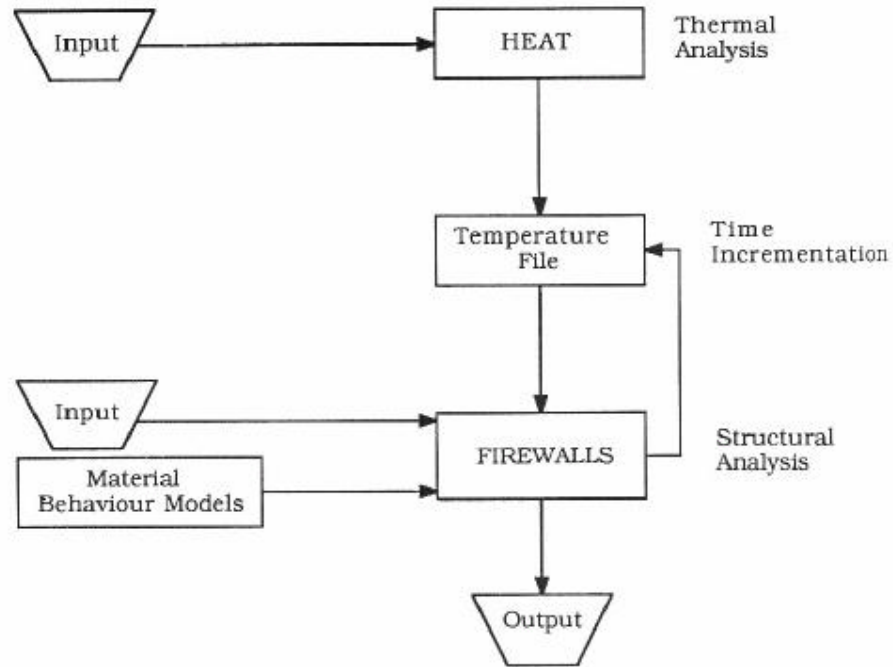 Input
HEAT
Thermal
Analysis
Temperature
File
Time
Incrementation
Input
FIREWALLS
Structural
Analysis
Material
Behaviour Models
Output